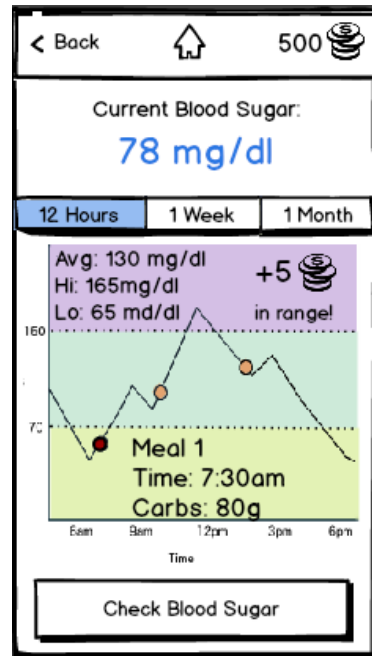 < Back
500
Current Blood Sugar:
78 mg/dl
12 Hours
1 Week
1 Month
Avg: 130 mg/dl
Hi: 165mg/dl
Lo: 65 md/dl
+5
in range!
160
70
Meal 1
Time: 7:30am
Carbs: 80g
6am
9am
12pm
3pm
6pm
Time
Check Blood Sugar